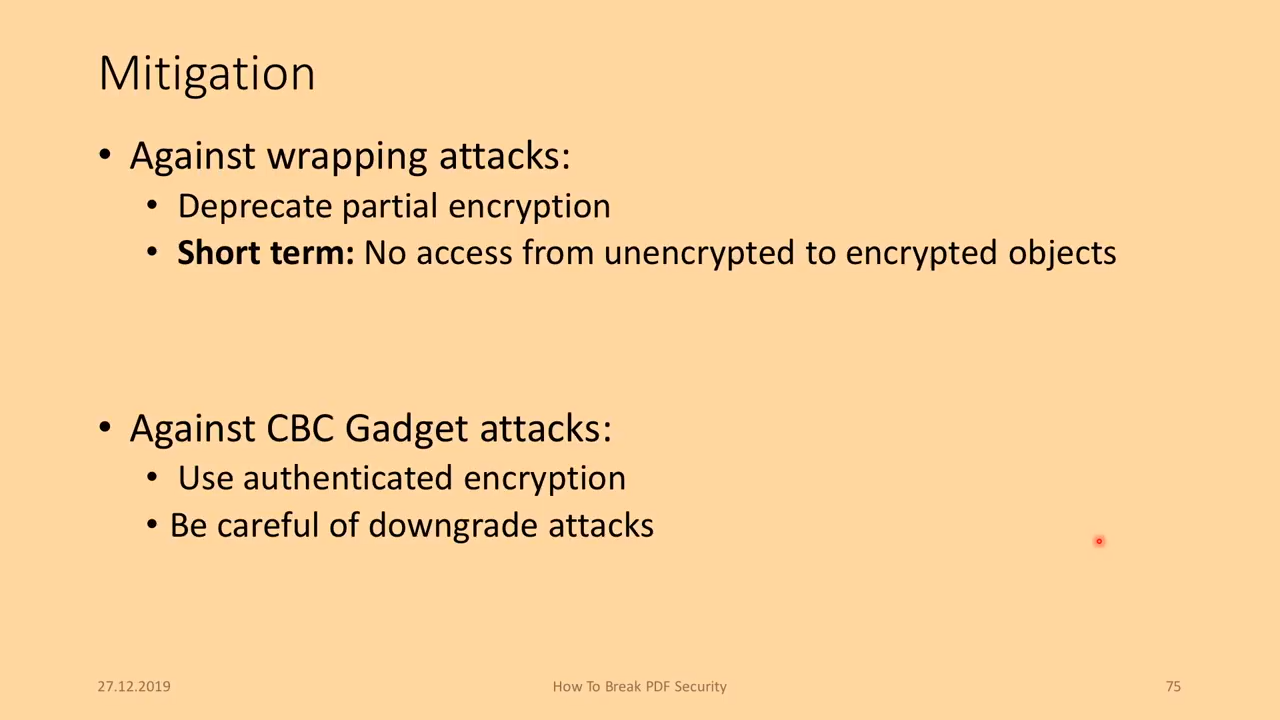 Mitigation
• Against wrapping attacks:
• Deprecate partial encryption
• Short term: No access from unencrypted to encrypted objects
• Against CBC Gadget attacks:
• Use authenticated encryption
• Be careful of downgrade attacks
27.12.2019
How To Break PDF Security
75